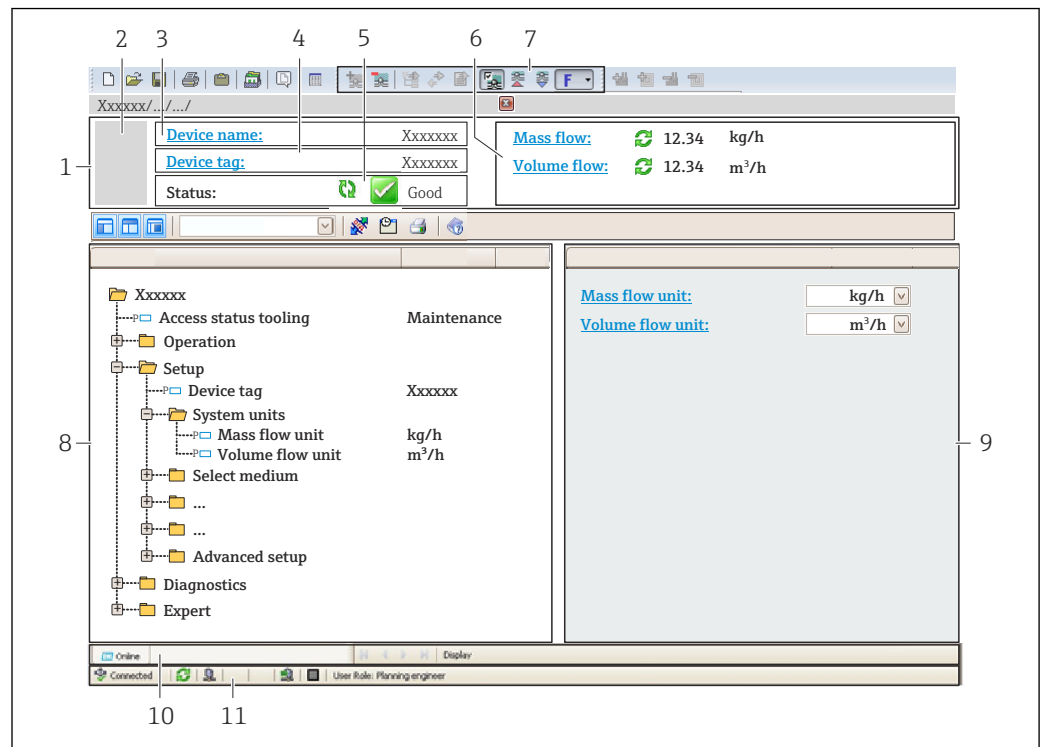 2 3 4 5 6 7
F
Xxxxxx/.../.../
1
Device name: Xxxxxxx
Device tag: Xxxxxxx
Status: Good
Mass flow: 12.34 kg/h
Volume flow: 12.34 m³/h
Xxxxxx
P Access status tooling Maintenance
Operation
Setup
P Device tag Xxxxxx
System units
P Mass flow unit kg/h
P Volume flow unit m³/h
Select medium
...
...
Advanced setup
Diagnostics
Expert
8
Mass flow unit: kg/h
Volume flow unit: m³/h
9
Online Display
Connected User Role: Planning engineer
10 11